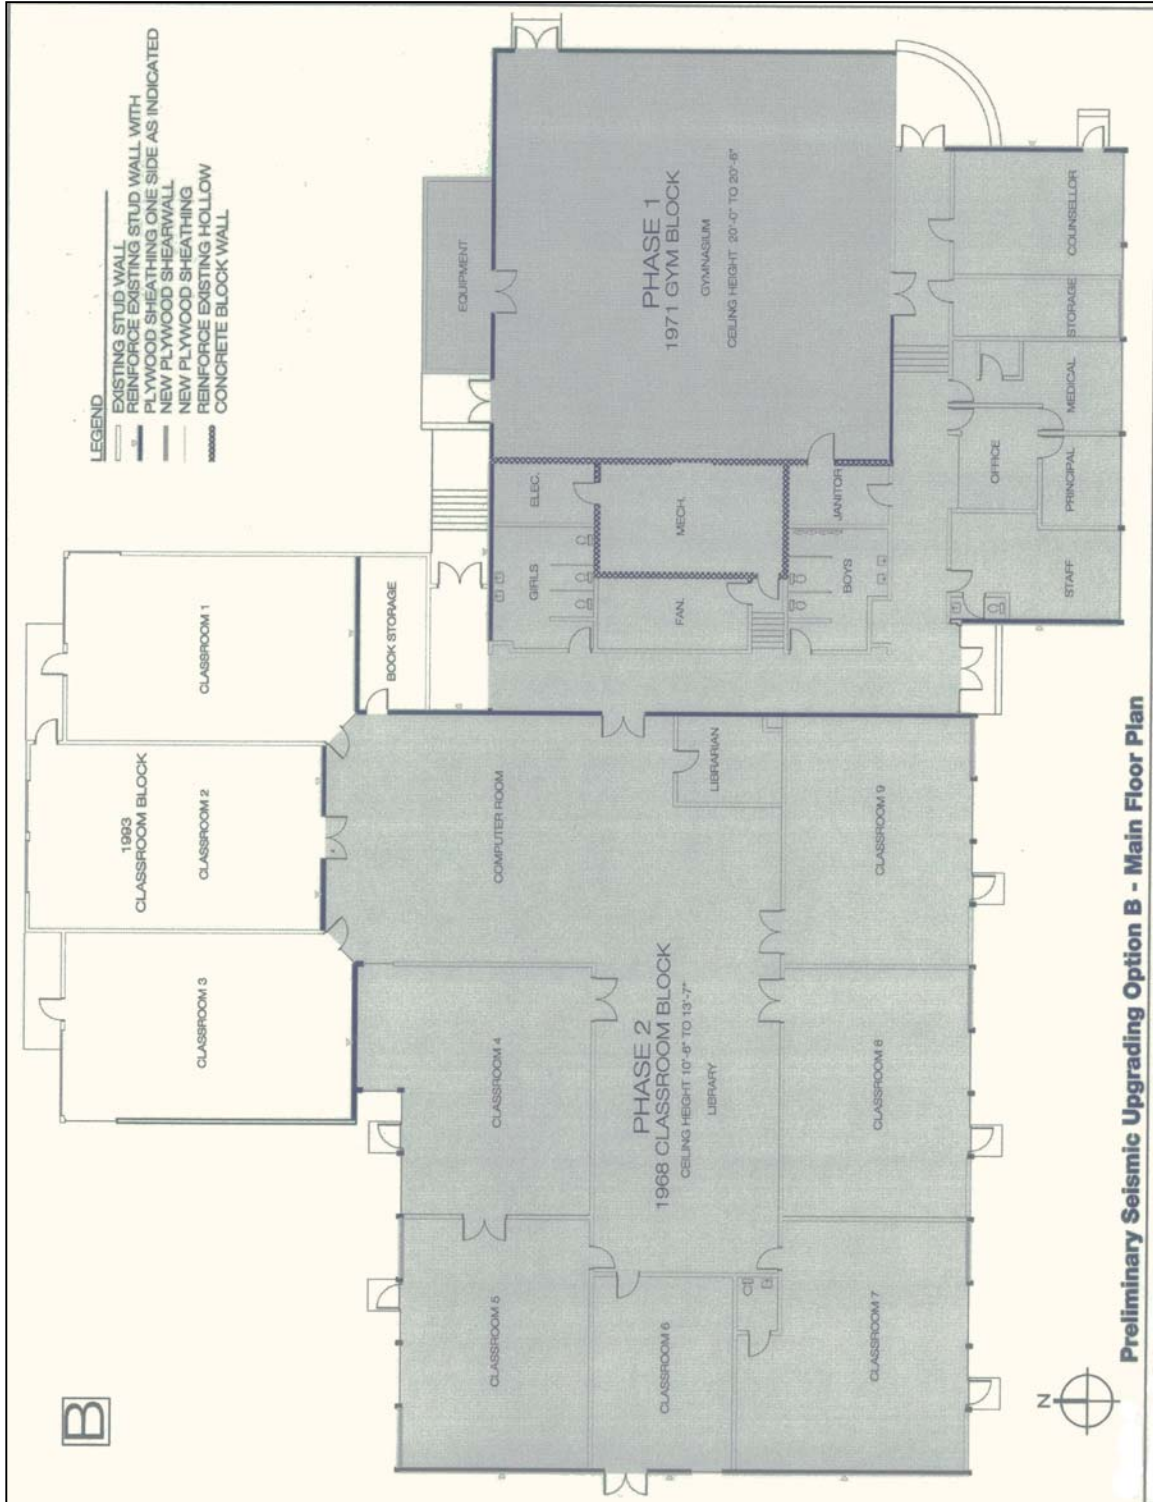 B
LEGEND
EXISTING STUD WALL
REINFORCE EXISTING STUD WALL WITH
PLYWOOD SHEATHING ONE SIDE AS INDICATED
NEW PLYWOOD SHEARWALL
NEW PLYWOOD SHEATHING
REINFORCE EXISTING HOLLOW
CONCRETE BLOCK WALL
CLASSROOM 3
1993
CLASSROOM BLOCK
CLASSROOM 2
CLASSROOM 1
BOOK STORAGE
EQUIPMENT
CLASSROOM 5
CLASSROOM 4
COMPUTER ROOM
GIRLS
ELEC.
PHASE 1
1971 GYM BLOCK
GYMNASIUM
CEILING HEIGHT 20'-0" TO 20'-6"
CLASSROOM 6
PHASE 2
1968 CLASSROOM BLOCK
CEILING HEIGHT 10'-6" TO 13'-7"
LIBRARY
LIBRARIAN
FAN.
MECH.
BOYS
JANITOR
CLASSROOM 7
CLASSROOM 8
CLASSROOM 9
OFFICE
STAFF
PRINCIPAL
MEDICAL
STORAGE
COUNSELLOR
N
Preliminary Seismic Upgrading Option B - Main Floor Plan